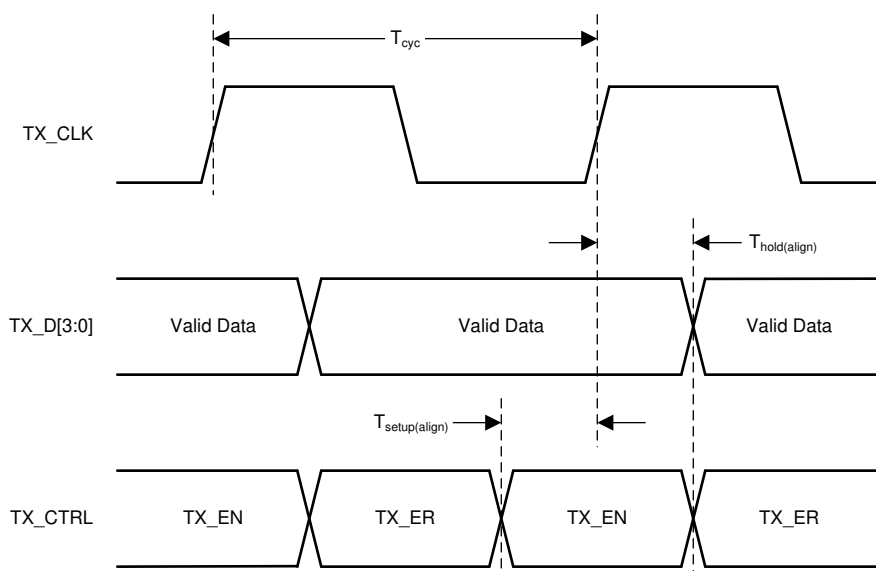 Tcyc
TX_CLK
Thold(align)
TX_D[3:0]
Valid Data
Valid Data
Valid Data
Tsetup(align)
TX_CTRL
TX_EN
TX_ER
TX_EN
TX_ER